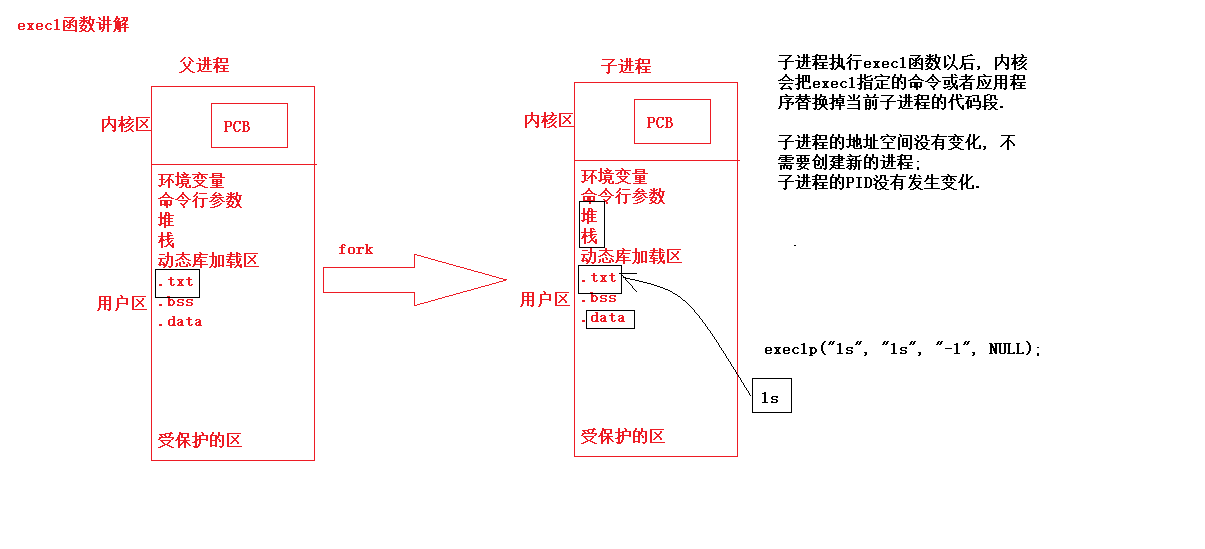 execl函数讲解
父进程
内核区
PCB
环境变量
命令行参数
堆
栈
动态库加载区
.txt
用户区
.bss
.data
受保护的区
fork
子进程
内核区
PCB
环境变量
命令行参数
堆
栈
动态库加载区
.txt
用户区
.bss
.data
受保护的区
子进程执行execl函数以后, 内核
会把execl指定的命令或者应用程
序替换掉当前子进程的代码段.
子进程的地址空间没有变化, 不
需要创建新的进程;
子进程的PID没有发生变化.
execlp("ls", "ls", "-l", NULL);
ls